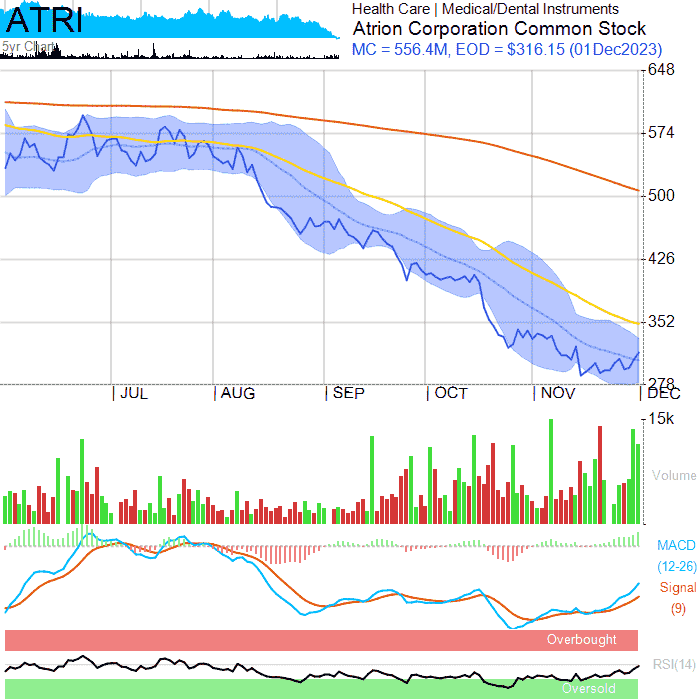 ATRI
5yr Chart
Health Care | Medical/Dental Instruments
Atrion Corporation Common Stock
MC = 556.4M, EOD = $316.15 (01Dec2023)
648
574
500
426
352
278
JUL
AUG
SEP
OCT
NOV
DEC
15k
Volume
MACD
(12-26)
Signal
(9)
Overbought
RSI(14)
Oversold